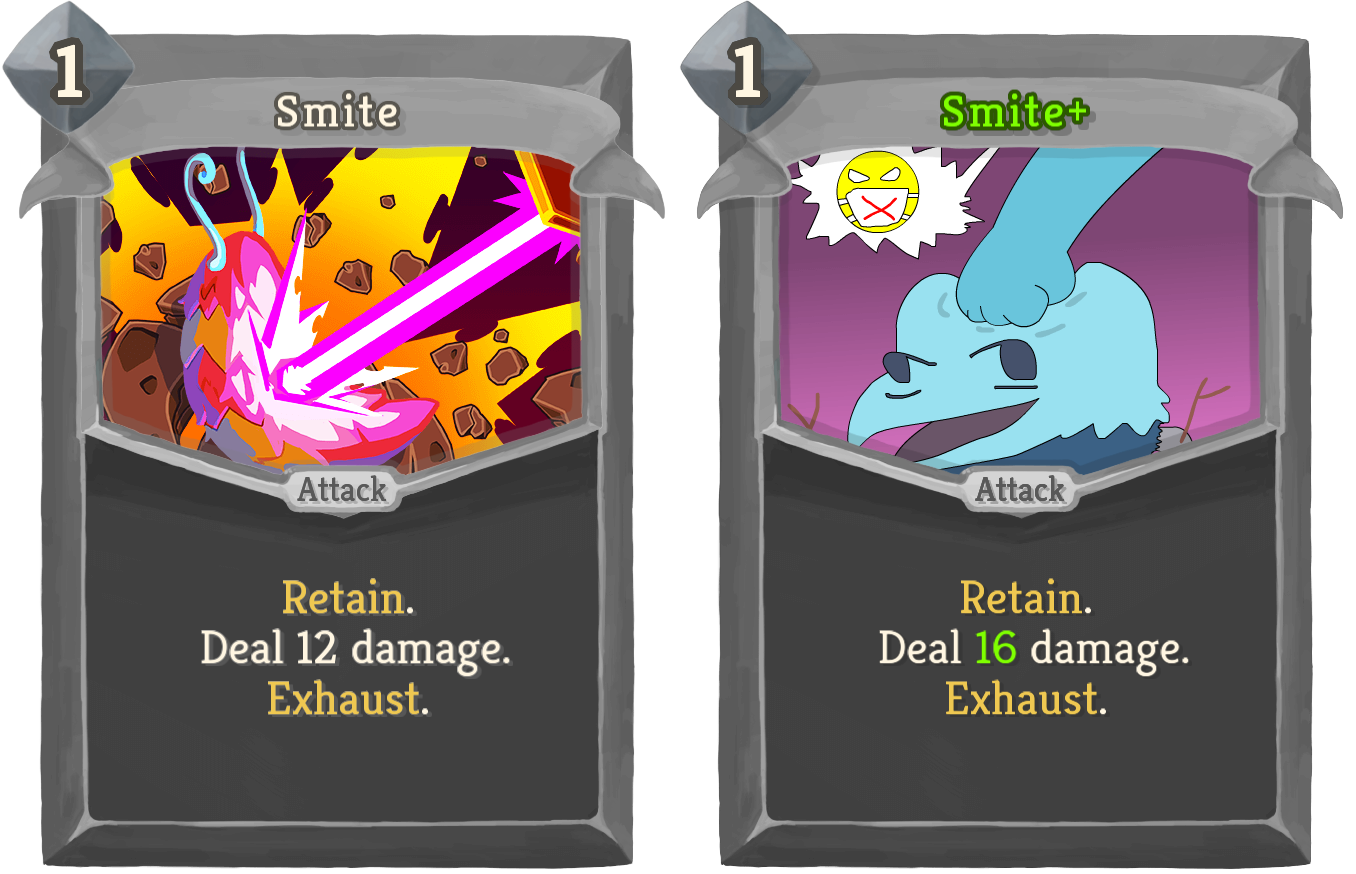 1
Smite
Attack
Retain.
Deal 12 damage.
Exhaust.
1
Smite+
Attack
Retain.
Deal 16 damage.
Exhaust.